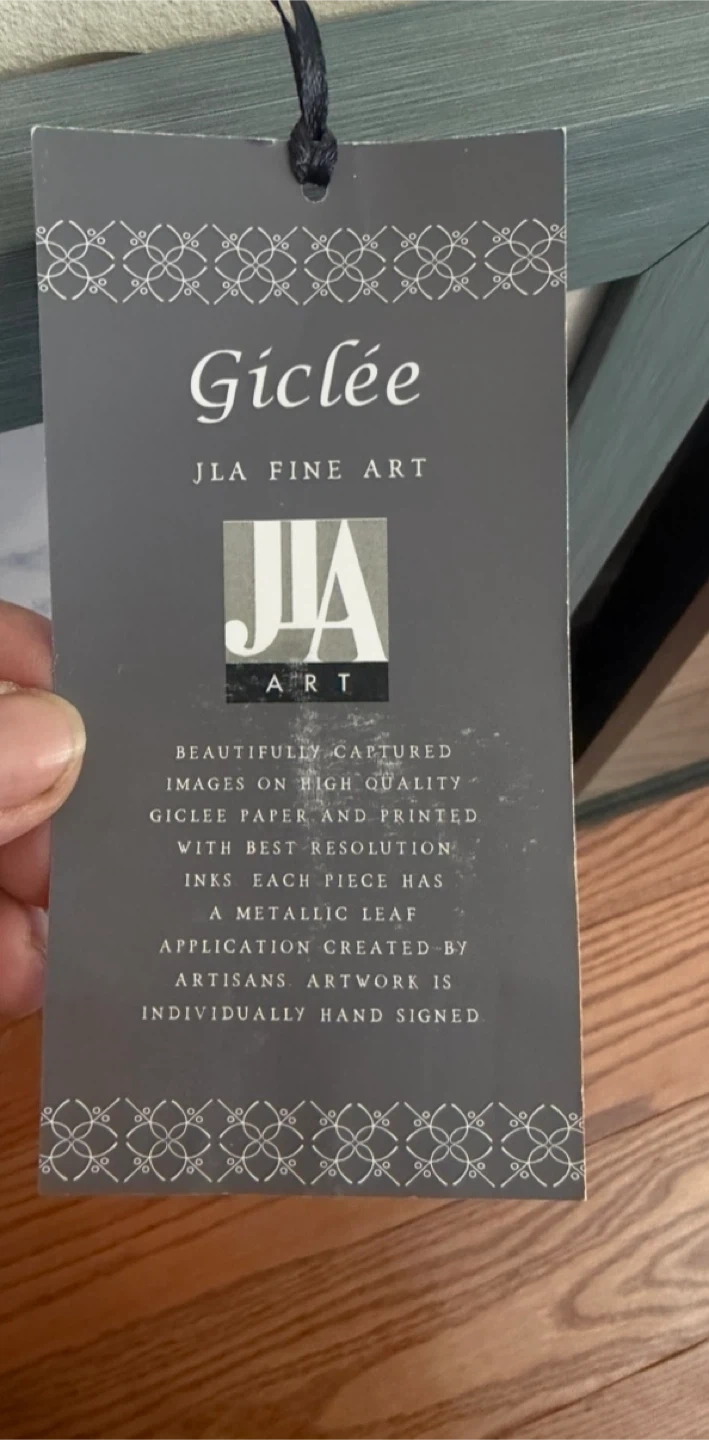 Giclée
JLA FINE ART
JLA
ART
BEAUTIFULLY CAPTURED
IMAGES ON HIGH QUALITY
GICLEE PAPER AND PRINTED
WITH BEST RESOLUTION
INKS. EACH PIECE HAS
A METALLIC LEAF
APPLICATION CREATED BY
ARTISANS. ARTWORK IS
INDIVIDUALLY HAND SIGNED.